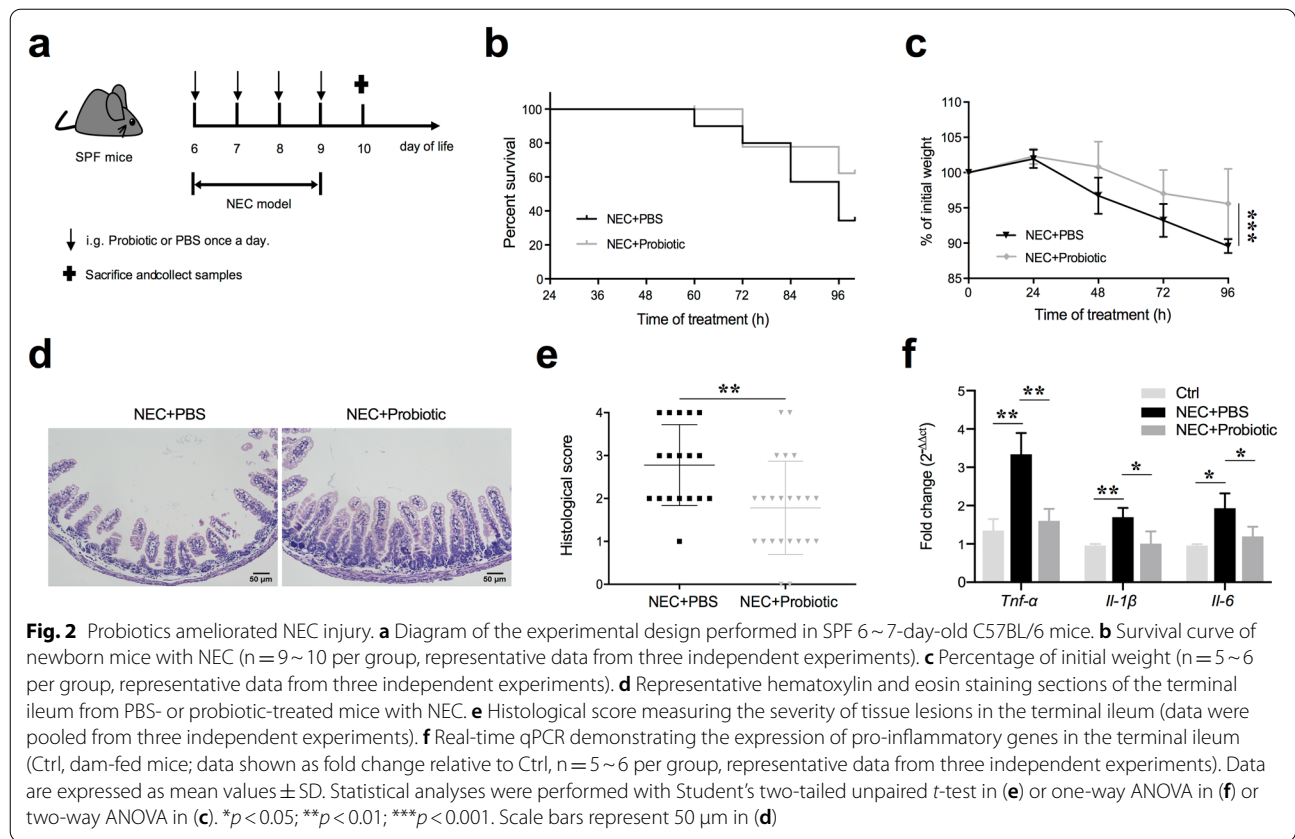 a
SPF mice
6 7 8 9 10 day of life
NEC model
i.g. Probiotic or PBS once a day.
Sacrifice andcollect samples
b
Percent survival
100
80
60
40
20
0
NEC+PBS
NEC+Probiotic
24 36 48 60 72 84 96
Time of treatment (h)
c
% of initial weight
110
105
100
95
90
85
NEC+PBS
NEC+Probiotic
***
0 24 48 72 96
Time of treatment (h)
d
NEC+PBS NEC+Probiotic
50 μm 50 μm
e
**
Histological score
4
3
2
1
0
NEC+PBS NEC+Probiotic
f
Ctrl
NEC+PBS
NEC+Probiotic
Fold change (2-ΔΔct)
5
4
3
2
1
0
** ** ** * * *
Tnf-α Il-1β Il-6
Fig. 2 Probiotics ameliorated NEC injury. a Diagram of the experimental design performed in SPF 6 ~ 7-day-old C57BL/6 mice. b Survival curve of
newborn mice with NEC (n = 9 ~ 10 per group, representative data from three independent experiments). c Percentage of initial weight (n = 5 ~ 6
per group, representative data from three independent experiments). d Representative hematoxylin and eosin staining sections of the terminal
ileum from PBS- or probiotic-treated mice with NEC. e Histological score measuring the severity of tissue lesions in the terminal ileum (data were
pooled from three independent experiments). f Real-time qPCR demonstrating the expression of pro-inflammatory genes in the terminal ileum
(Ctrl, dam-fed mice; data shown as fold change relative to Ctrl, n = 5 ~ 6 per group, representative data from three independent experiments). Data
are expressed as mean values ± SD. Statistical analyses were performed with Student's two-tailed unpaired t-test in (e) or one-way ANOVA in (f) or
two-way ANOVA in (c). *p < 0.05; **p < 0.01; ***p < 0.001. Scale bars represent 50 μm in (d)